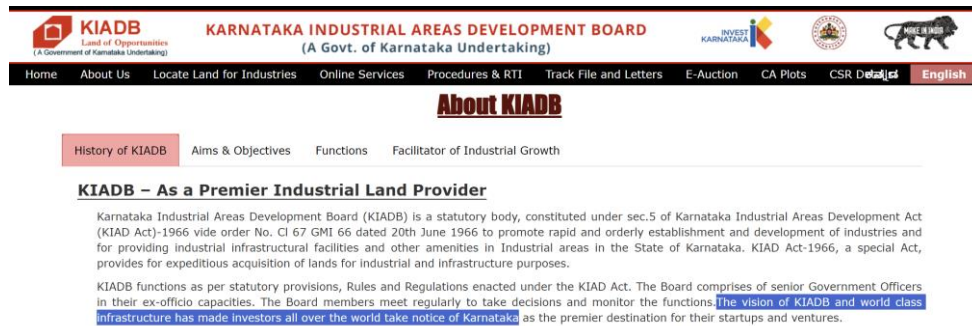 KIADB
Land of Opportunities
(A Government of Karnataka Undertaking)
KARNATAKA INDUSTRIAL AREAS DEVELOPMENT BOARD
(A Govt. of Karnataka Undertaking)
INVEST
KARNATAKA
MAKE IN INDIA
Home About Us Locate Land for Industries Online Services Procedures & RTI Track File and Letters E-Auction CA Plots CSR English
About KIADB
History of KIADB Aims & Objectives Functions Facilitator of Industrial Growth
KIADB – As a Premier Industrial Land Provider
Karnataka Industrial Areas Development Board (KIADB) is a statutory body, constituted under sec.5 of Karnataka Industrial Areas Development Act
(KIAD Act)-1966 vide order No. CI 67 GMI 66 dated 20th June 1966 to promote rapid and orderly establishment and development of industries and
for providing industrial infrastructural facilities and other amenities in Industrial areas in the State of Karnataka. KIAD Act-1966, a special Act,
provides for expeditious acquisition of lands for industrial and infrastructure purposes.
KIADB functions as per statutory provisions, Rules and Regulations enacted under the KIAD Act. The Board comprises of senior Government Officers
in their ex-officio capacities. The Board members meet regularly to take decisions and monitor the functions.The vision of KIADB and world class
infrastructure has made investors all over the world take notice of Karnataka as the premier destination for their startups and ventures.